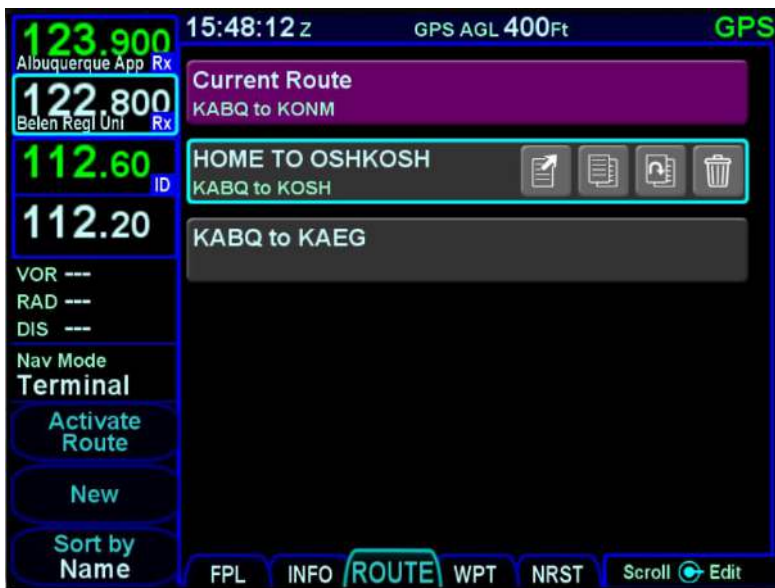 123.900
Albuquerque App Rx
122.800
Belen Regl Uni Rx
112.60
ID
112.20
VOR ---
RAD ---
DIS ---
Nav Mode
Terminal
Activate
Route
New
Sort by
Name
15:48:12 Z GPS AGL 400Ft GPS
Current Route
KABQ to KONM
HOME TO OSHKOSH
KABQ to KOSH
KABQ to KAEG
FPL INFO ROUTE WPT NRST Scroll Edit